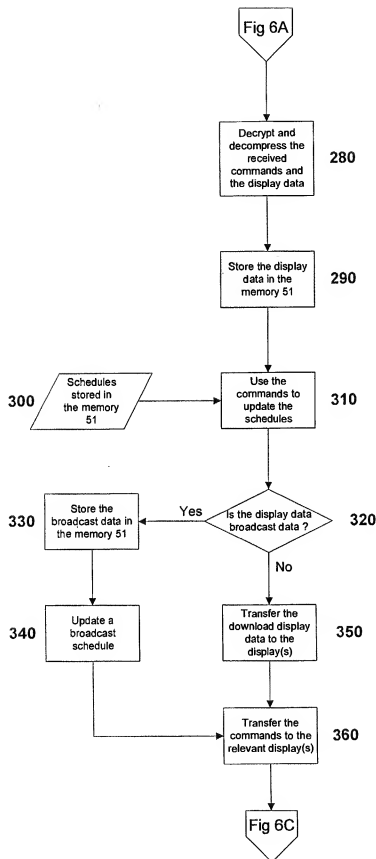 Fig 6A
Decrypt and
decompress the
received
commands and
the display data
280
Store the display
data in the
memory 51
290
Schedules
stored in
the memory
51
300
Use the
commands to
update the
schedules
310
Is the display data
broadcast data ?
320
Yes
No
Store the
broadcast data in
the memory 51
330
Update a
broadcast
schedule
340
Transfer the
download display
data to the
display(s)
350
Transfer the
commands to the
relevant display(s)
360
Fig 6C